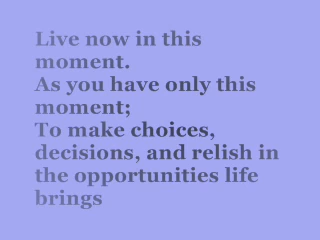 Live now in this
moment.
As you have only this
moment;
To make choices,
decisions, and relish in
the opportunities life
brings